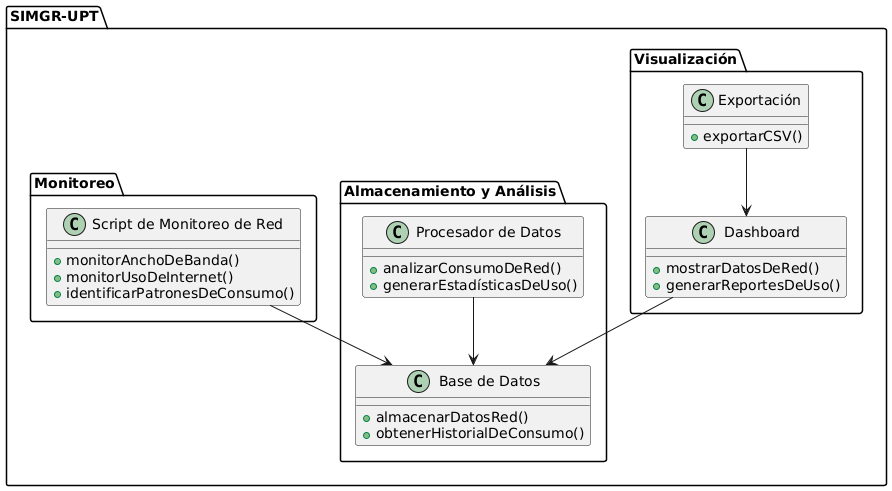 SIMGR-UPT
Visualización
C Exportación
exportarCSV()
Monitoreo
C Script de Monitoreo de Red
monitorAnchoDeBanda()
monitorUsoDeInternet()
identificarPatronesDeConsumo()
Almacenamiento y Análisis
C Procesador de Datos
analizarConsumoDeRed()
generarEstadísticasDeUso()
C Dashboard
mostrarDatosDeRed()
generarReportesDeUso()
C Base de Datos
almacenarDatosRed()
obtenerHistorialDeConsumo()